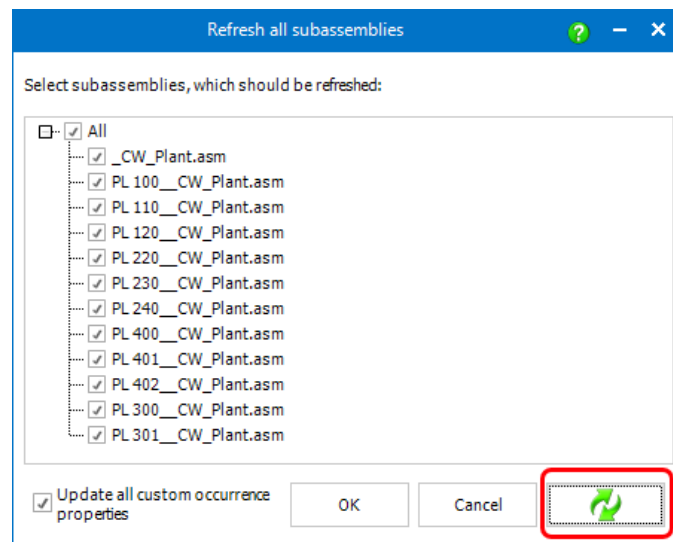 Refresh all subassemblies
?
Select subassemblies, which should be refreshed:
All
_CW_Plant.asm
PL 100__CW_Plant.asm
PL 110__CW_Plant.asm
PL 120__CW_Plant.asm
PL 220__CW_Plant.asm
PL 230__CW_Plant.asm
PL 240__CW_Plant.asm
PL 400__CW_Plant.asm
PL 401__CW_Plant.asm
PL 402__CW_Plant.asm
PL 300__CW_Plant.asm
PL 301__CW_Plant.asm
Update all custom occurrence
properties
OK
Cancel